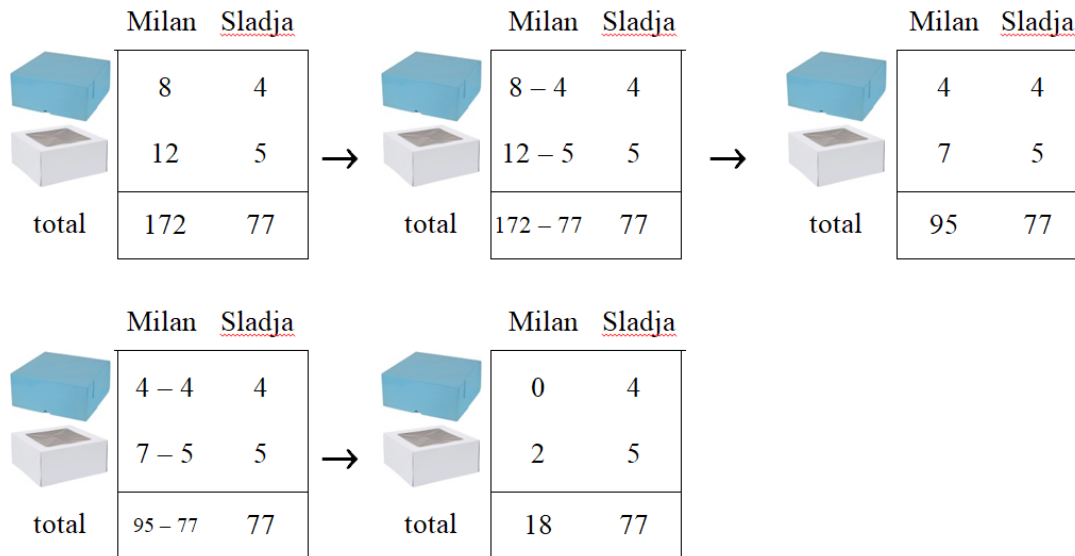 Milan Sladja Milan Sladja Milan Sladja
8 4 8 – 4 4 4 4
12 5 → 12 – 5 5 → 7 5
total 172 77 total 172 – 77 77 total 95 77
Milan Sladja Milan Sladja
4 – 4 4 0 4
7 – 5 5 → 2 5
total 95 – 77 77 total 18 77